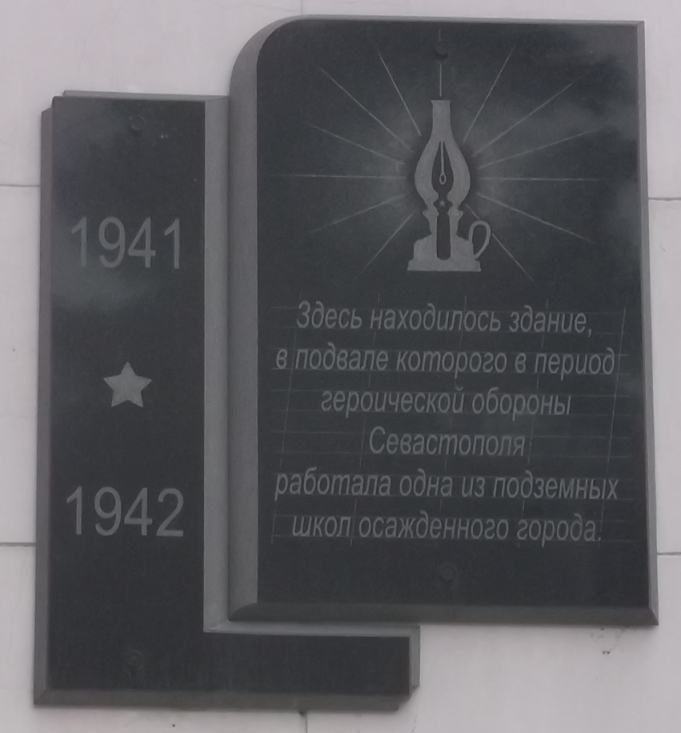 1941
1942
Здесь находилось здание,
в подвале которого в период
героической обороны
Севастополя
работала одна из подземных
школ осажденного города.